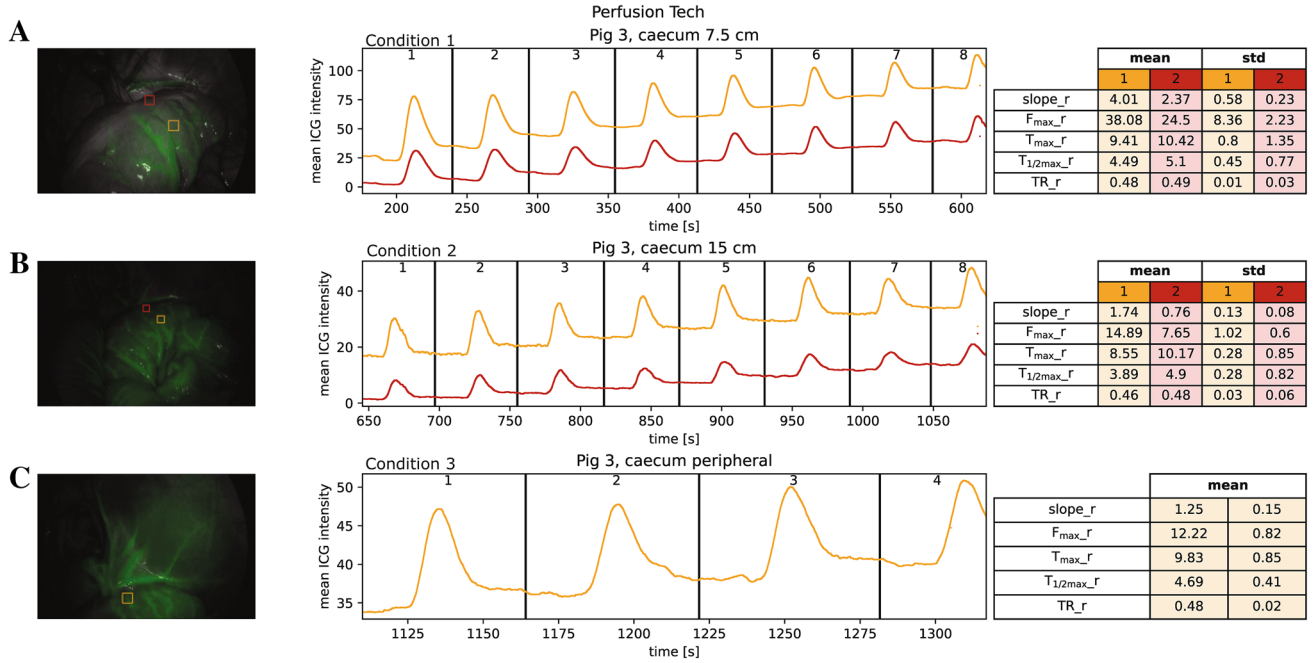 Perfusion Tech
A
Condition 1
Pig 3, caecum 7.5 cm
1 2 3 4 5 6 7 8
mean ICG intensity
100
75
50
25
0
200 250 300 350 400 450 500 550 600
time [s]
mean std
1 2 1 2
slope_r 4.01 2.37 0.58 0.23
Fmax_r 38.08 24.5 8.36 2.23
Tmax_r 9.41 10.42 0.8 1.35
T1/2max_r 4.49 5.1 0.45 0.77
TR_r 0.48 0.49 0.01 0.03
B
Condition 2
Pig 3, caecum 15 cm
1 2 3 4 5 6 7 8
mean ICG intensity
40
20
0
650 700 750 800 850 900 950 1000 1050
time [s]
mean std
1 2 1 2
slope_r 1.74 0.76 0.13 0.08
Fmax_r 14.89 7.65 1.02 0.6
Tmax_r 8.55 10.17 0.28 0.85
T1/2max_r 3.89 4.9 0.28 0.82
TR_r 0.46 0.48 0.03 0.06
C
Condition 3
Pig 3, caecum peripheral
1 2 3 4
mean ICG intensity
50
45
40
35
1125 1150 1175 1200 1225 1250 1275 1300
time [s]
mean
slope_r 1.25 0.15
Fmax_r 12.22 0.82
Tmax_r 9.83 0.85
T1/2max_r 4.69 0.41
TR_r 0.48 0.02